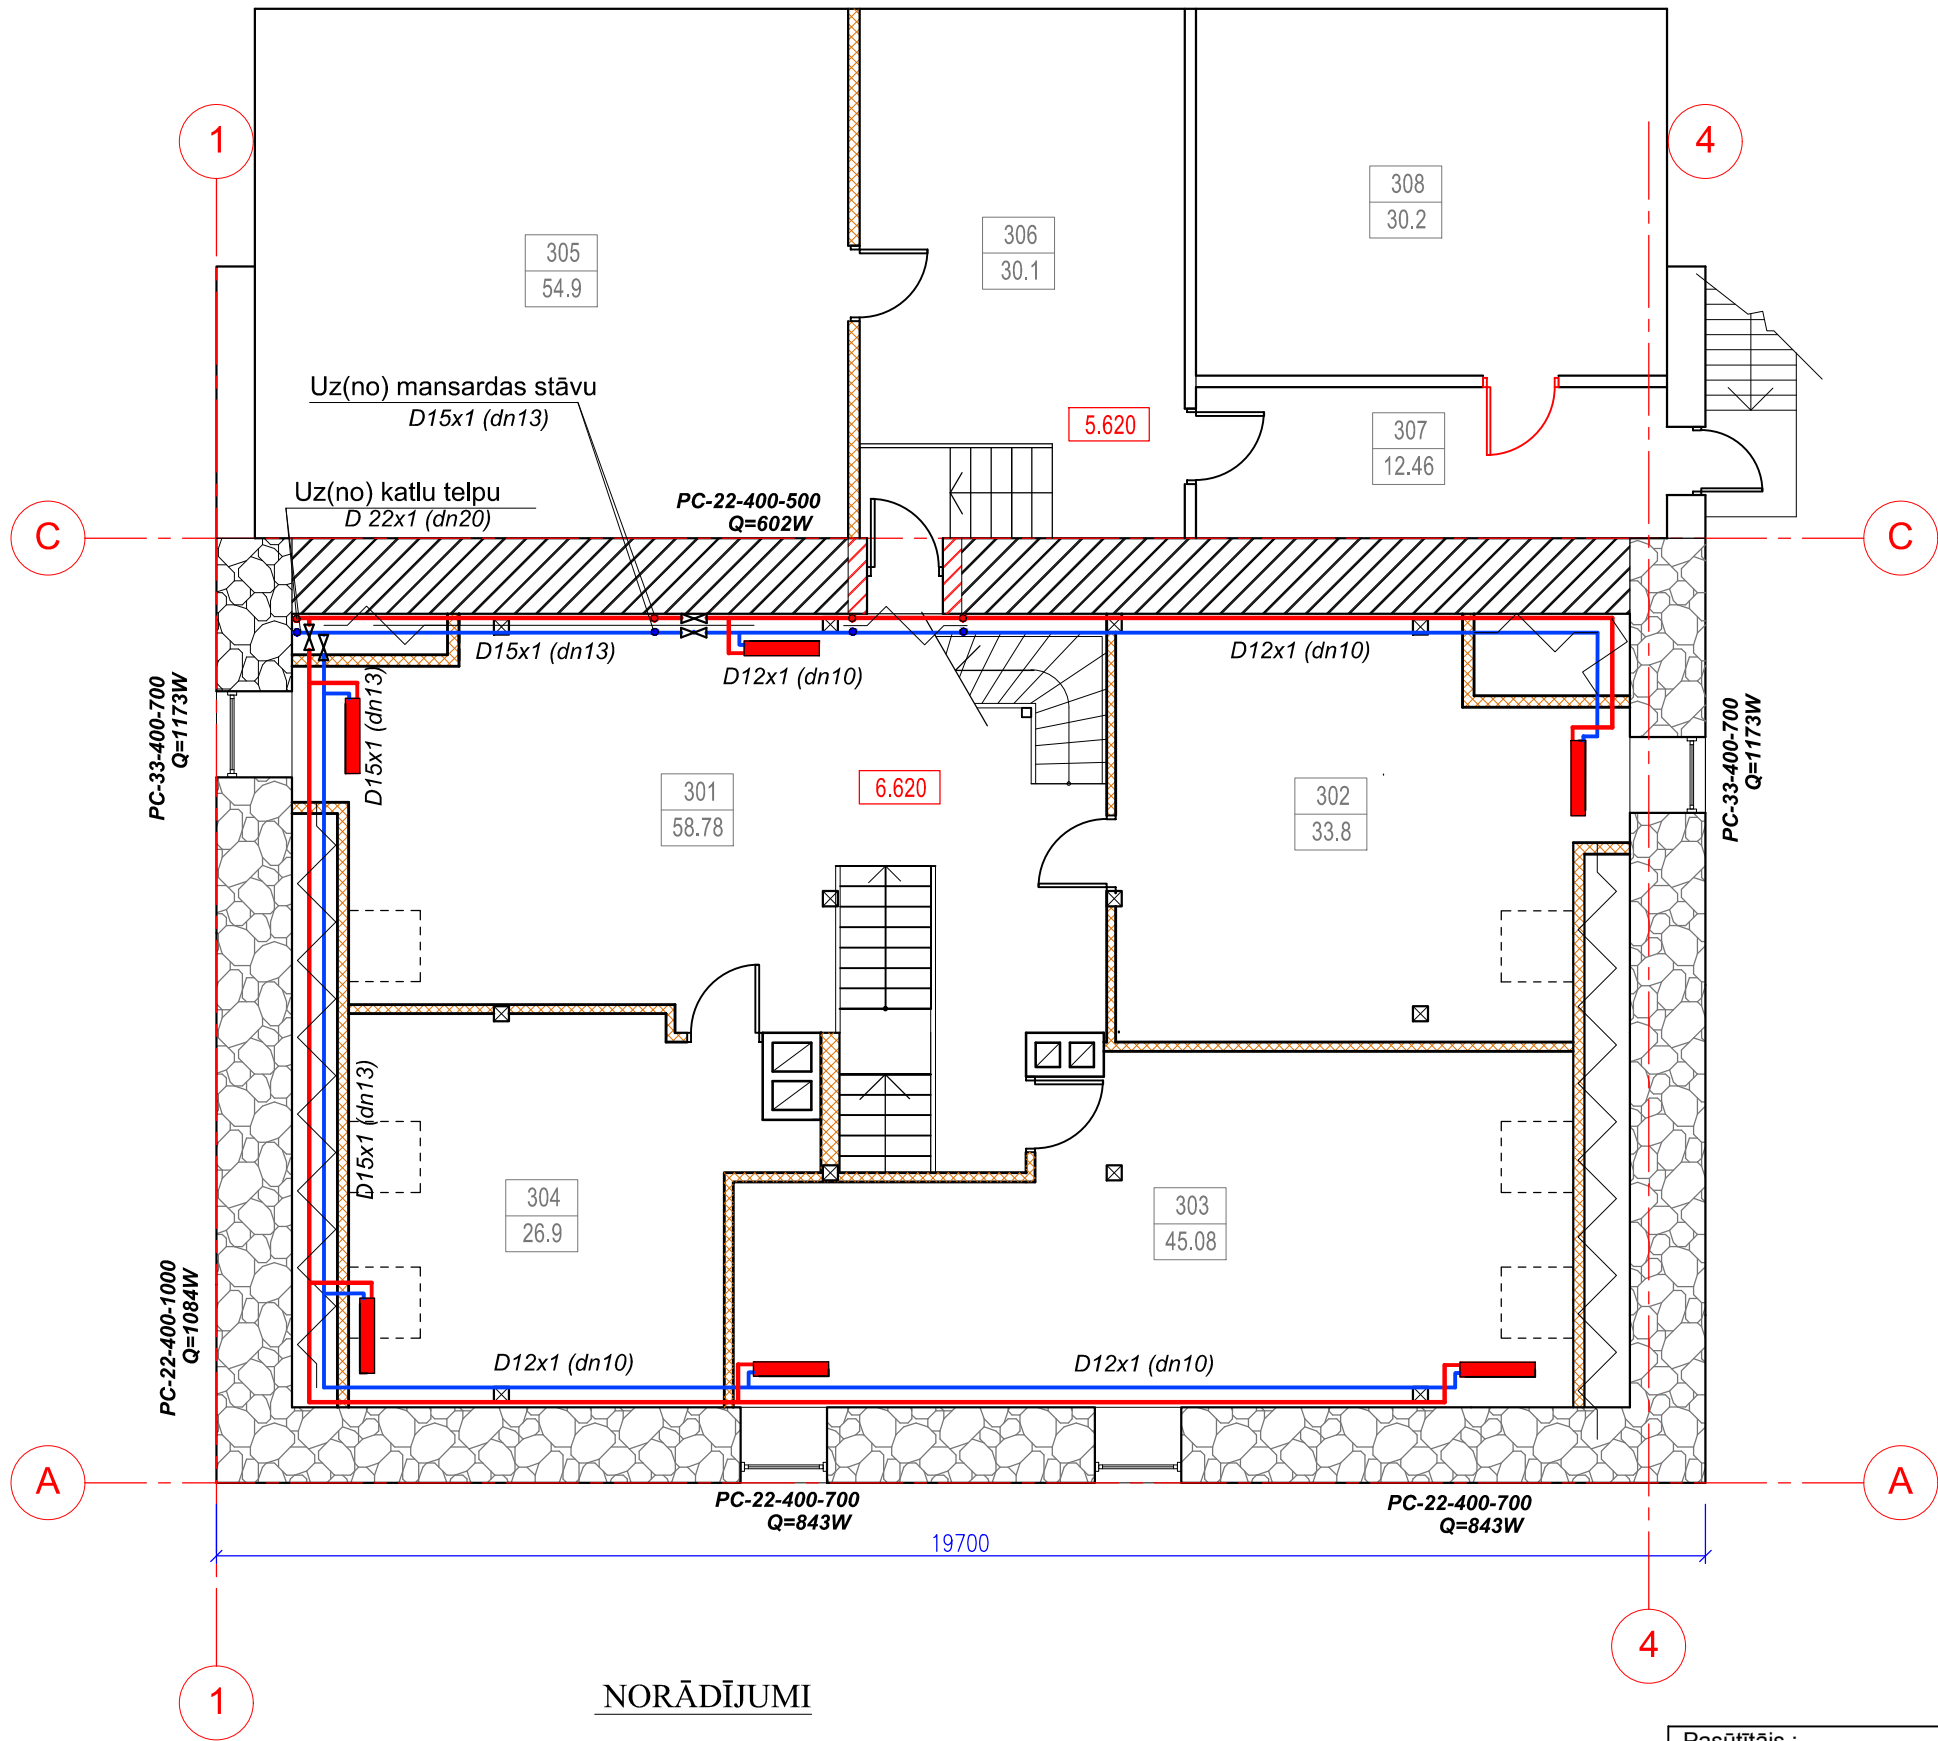 1
4
308
30.2
306
30.1
305
54.9
Uz(no) mansardas stāvu
D15x1 (dn13)
5.620
307
12.46
Uz(no) katlu telpu
D 22x1 (dn20)
PC-22-400-500
Q=602W
C
C
D15x1 (dn13)
D12x1 (dn10)
D12x1 (dn10)
PC-33-400-700
Q=1173W
D15x1 (dn13)
PC-33-400-700
Q=1173W
301
58.78
6.620
302
33.8
D15x1 (dn13)
304
26.9
303
45.08
PC-22-400-1000
Q=1084W
D12x1 (dn10)
D12x1 (dn10)
A
A
PC-22-400-700
Q=843W
PC-22-400-700
Q=843W
19700
4
1
NORĀDĪJUMI
Pasūtītājs :